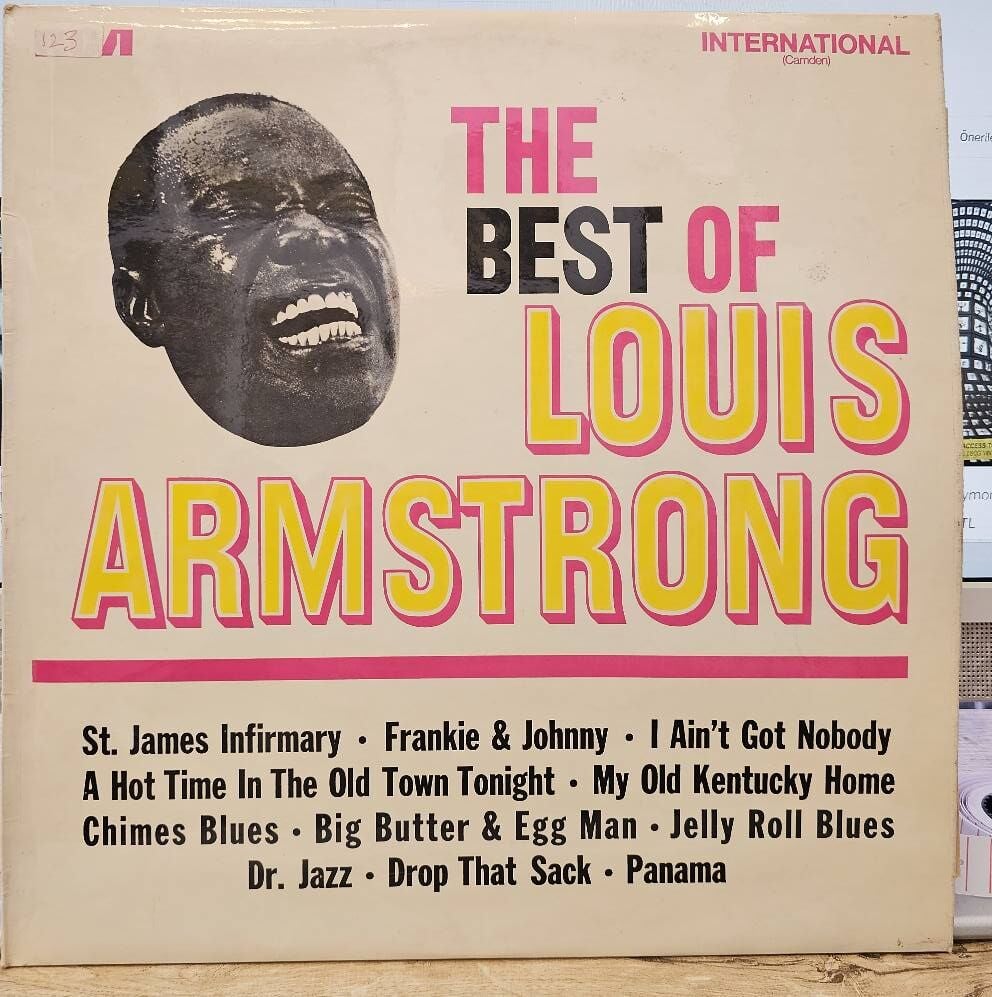 123
INTERNATIONAL
(Camden)
THE
BEST OF
LOUIS
ARMSTRONG
St. James Infirmary • Frankie & Johnny • I Ain't Got Nobody
A Hot Time In The Old Town Tonight • My Old Kentucky Home
Chimes Blues • Big Butter & Egg Man • Jelly Roll Blues
Dr. Jazz • Drop That Sack • Panama
TL